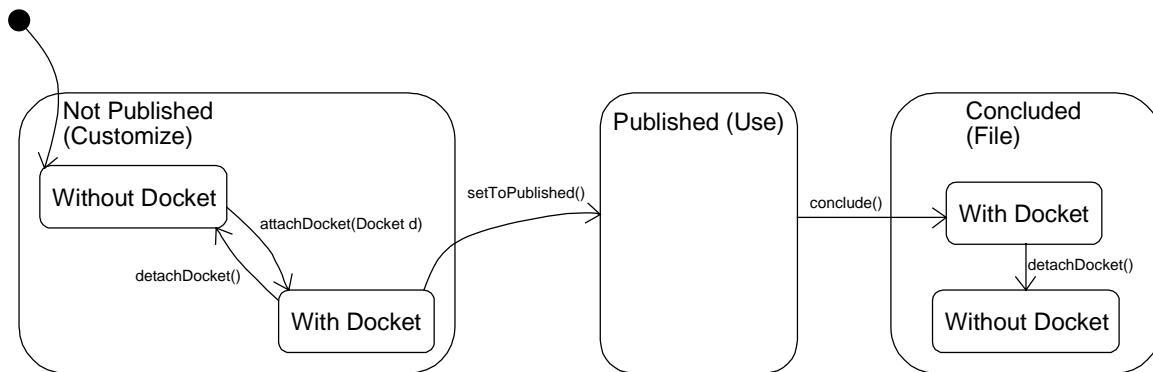 Not Published
(Customize)
Without Docket
attachDocket(Docket d)
detachDocket()
With Docket
setToPublished()
Published (Use)
conclude()
Concluded
(File)
With Docket
detachDocket()
Without Docket